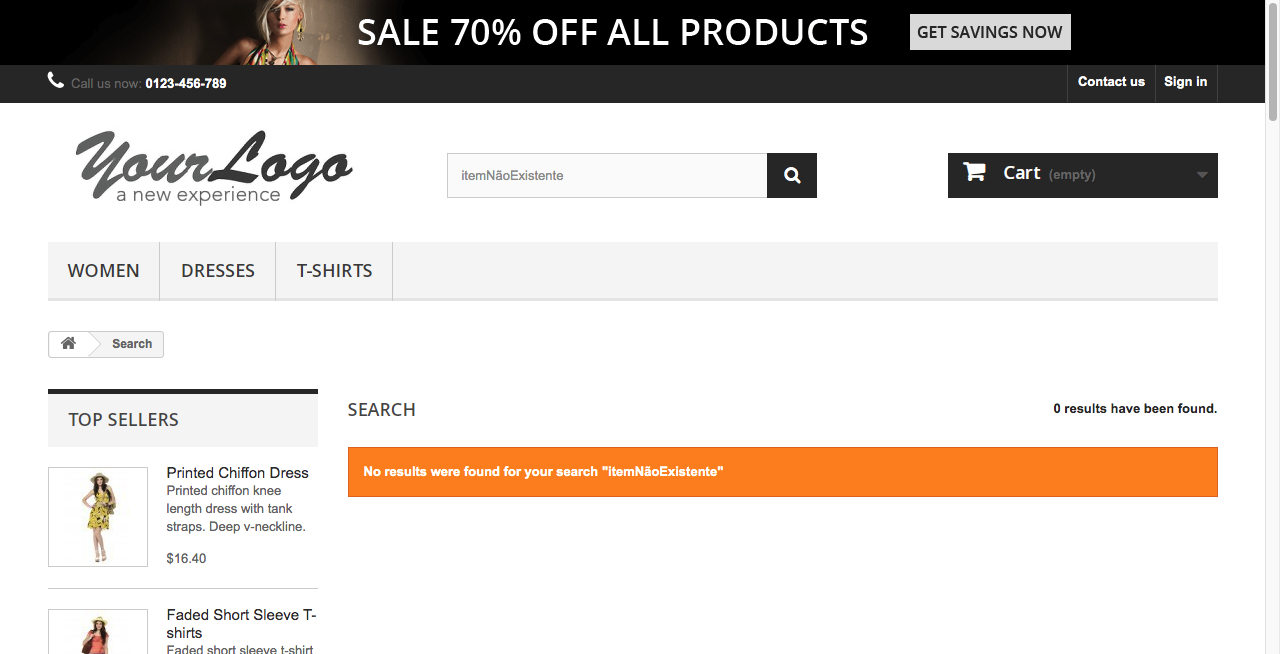 SALE 70% OFF ALL PRODUCTS
GET SAVINGS NOW
Call us now: 0123-456-789
Contact us
Sign in
YourLogo
a new experience
itemNãoExistente
Cart (empty)
WOMEN
DRESSES
T-SHIRTS
Search
TOP SELLERS
Printed Chiffon Dress
Printed chiffon knee
length dress with tank
straps. Deep v-neckline.
$16.40
Faded Short Sleeve T-
shirts
Faded short sleeve t-shirt
SEARCH
0 results have been found.
No results were found for your search "itemNãoExistente"